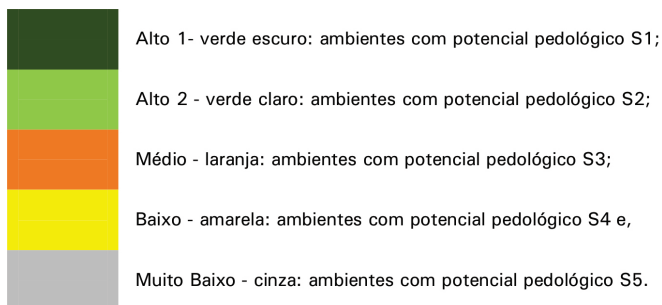 Alto 1- verde escuro: ambientes com potencial pedológico S1;
Alto 2 - verde claro: ambientes com potencial pedológico S2;
Médio - laranja: ambientes com potencial pedológico S3;
Baixo - amarela: ambientes com potencial pedológico S4 e,
Muito Baixo - cinza: ambientes com potencial pedológico S5.